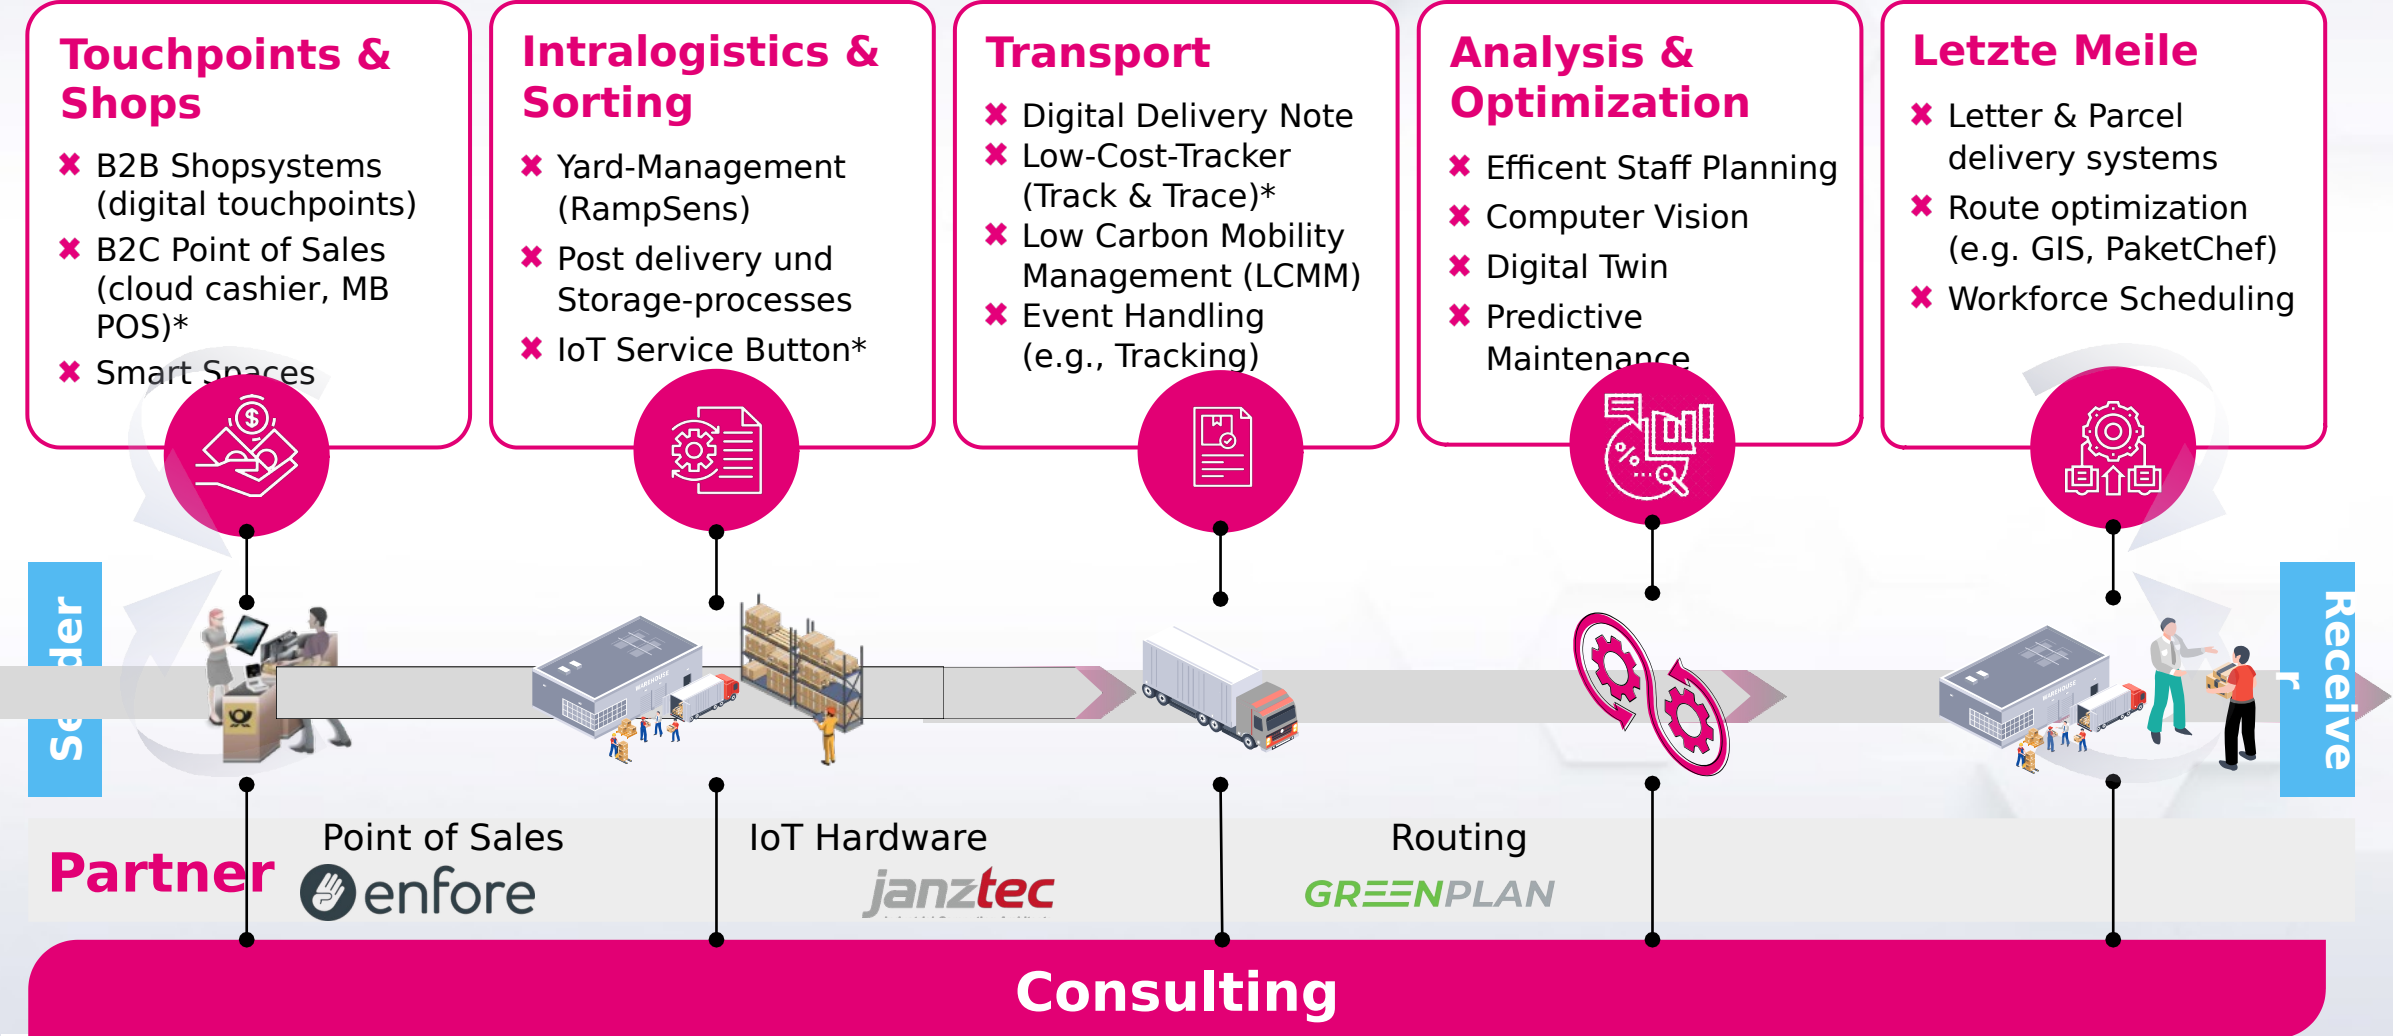 Touchpoints &
Shops
✖ B2B Shopsystems
(digital touchpoints)
✖ B2C Point of Sales
(cloud cashier, MB
POS)*
✖ Smart Spaces
Intralogistics &
Sorting
✖ Yard-Management
(RampSens)
✖ Post delivery und
Storage-processes
✖ IoT Service Button*
Transport
✖ Digital Delivery Note
✖ Low-Cost-Tracker
(Track & Trace)*
✖ Low Carbon Mobility
Management (LCMM)
✖ Event Handling
(e.g., Tracking)
Analysis &
Optimization
✖ Efficent Staff Planning
✖ Computer Vision
✖ Digital Twin
✖ Predictive
Maintenance
Letzte Meile
✖ Letter & Parcel
delivery systems
✖ Route optimization
(e.g. GIS, PaketChef)
✖ Workforce Scheduling
Sender
WAREHOUSE
WAREHOUSE
Receive
r
Partner
Point of Sales
enfore
IoT Hardware
janztec
Routing
GREENPLAN
Consulting